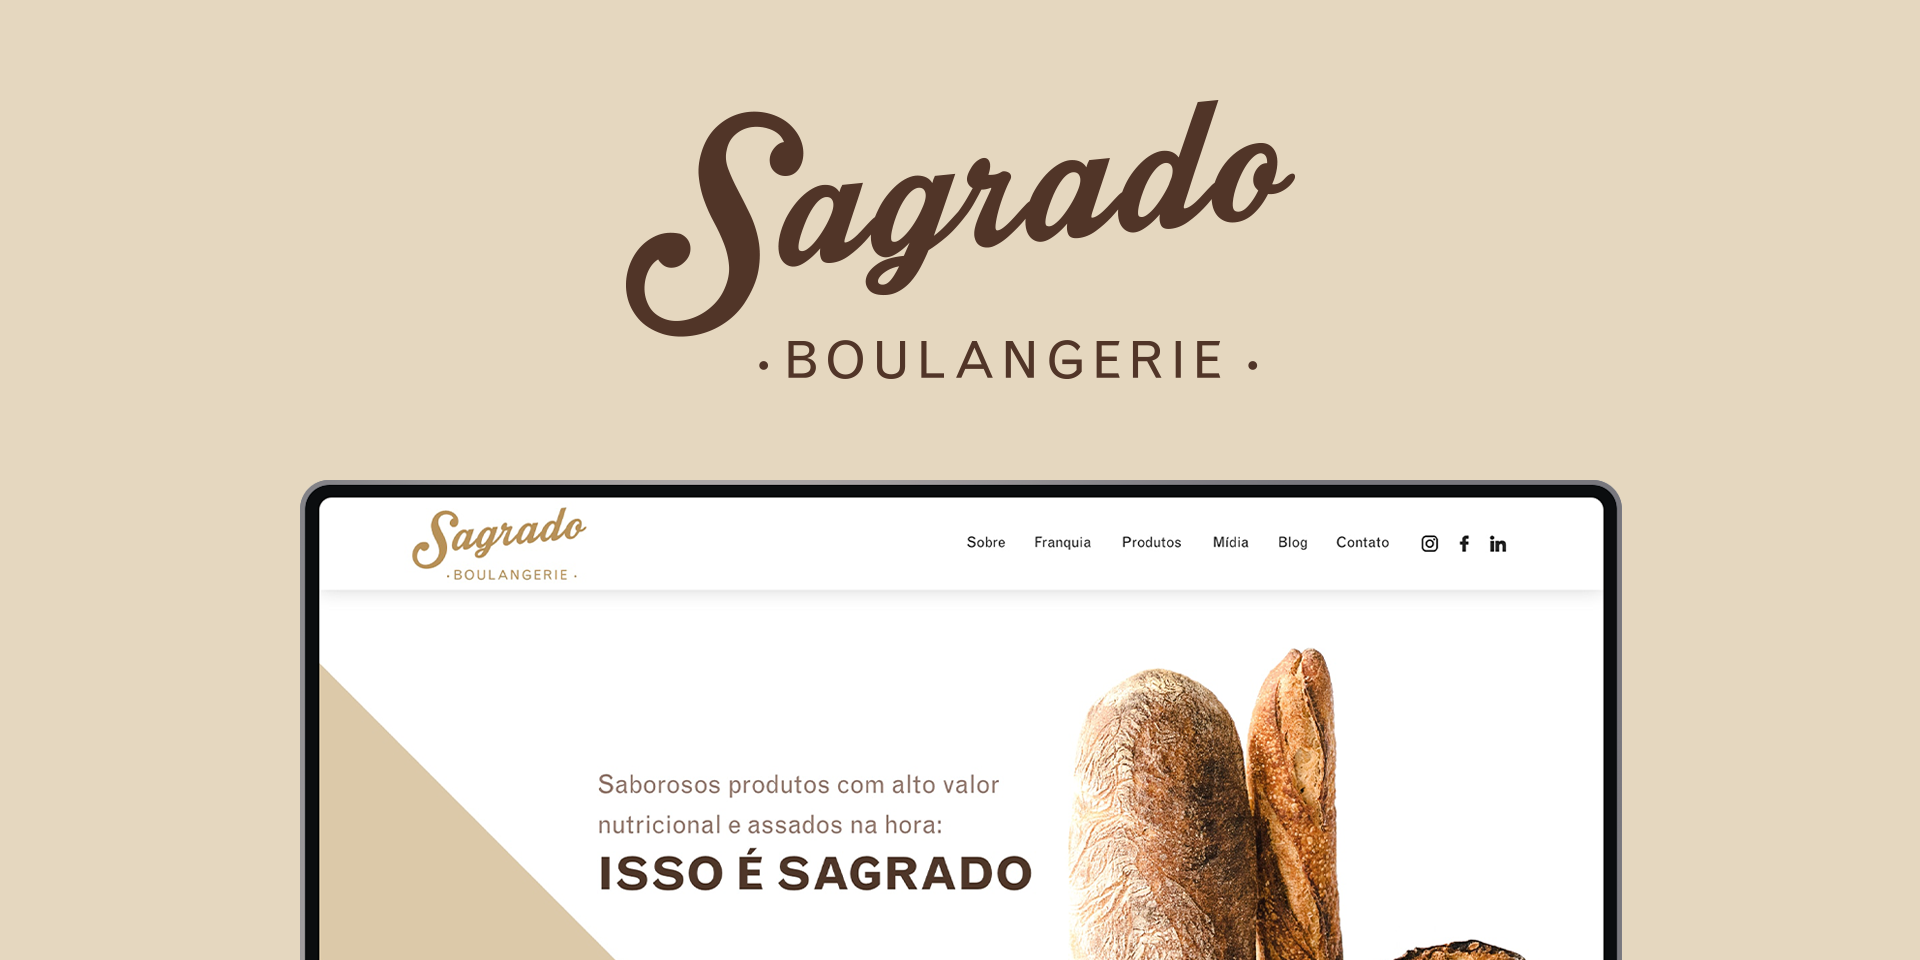 Sagrado
· BOULANGERIE ·
Sagrado
· BOULANGERIE ·
Sobre Franquia Produtos Mídia Blog Contato
Saborosos produtos com alto valor
nutricional e assados na hora:
ISSO É SAGRADO